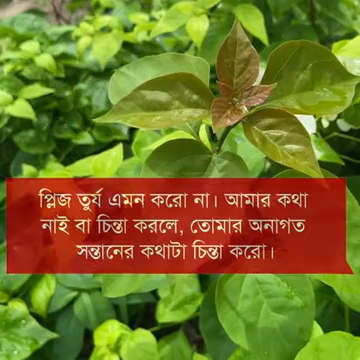 প্লিজ তুর্য এমন করো না। আমার কথা
নাই বা চিন্তা করলে, তোমার অনাগত
সন্তানের কথাটা চিন্তা করো।